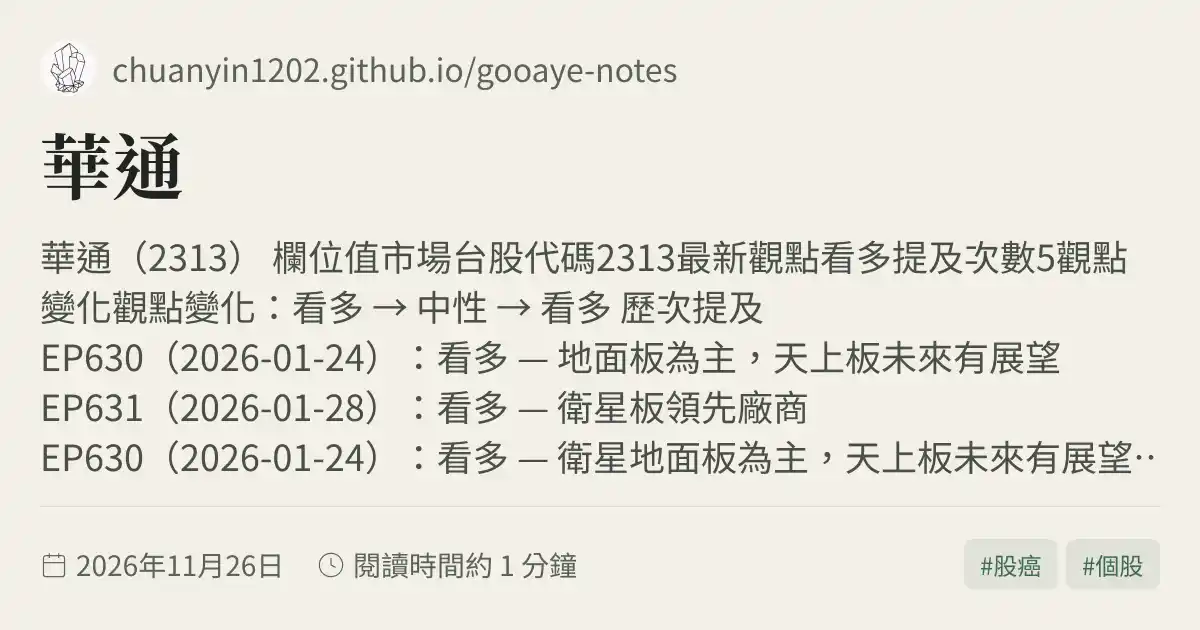 chuanyin1202.github.io/gooaye-notes
華通
華通（2313） 欄位值市場台股代碼2313最新觀點看多提及次數5觀點
變化觀點變化：看多 → 中性 → 看多 歷次提及
EP630（2026-01-24）：看多 — 地面板為主，天上板未來有展望
EP631（2026-01-28）：看多 — 衛星板領先廠商
EP630（2026-01-24）：看多 — 衛星地面板為主，天上板未來有展望··
2026年11月26日 閱讀時間約 1 分鐘 #股癌 #個股